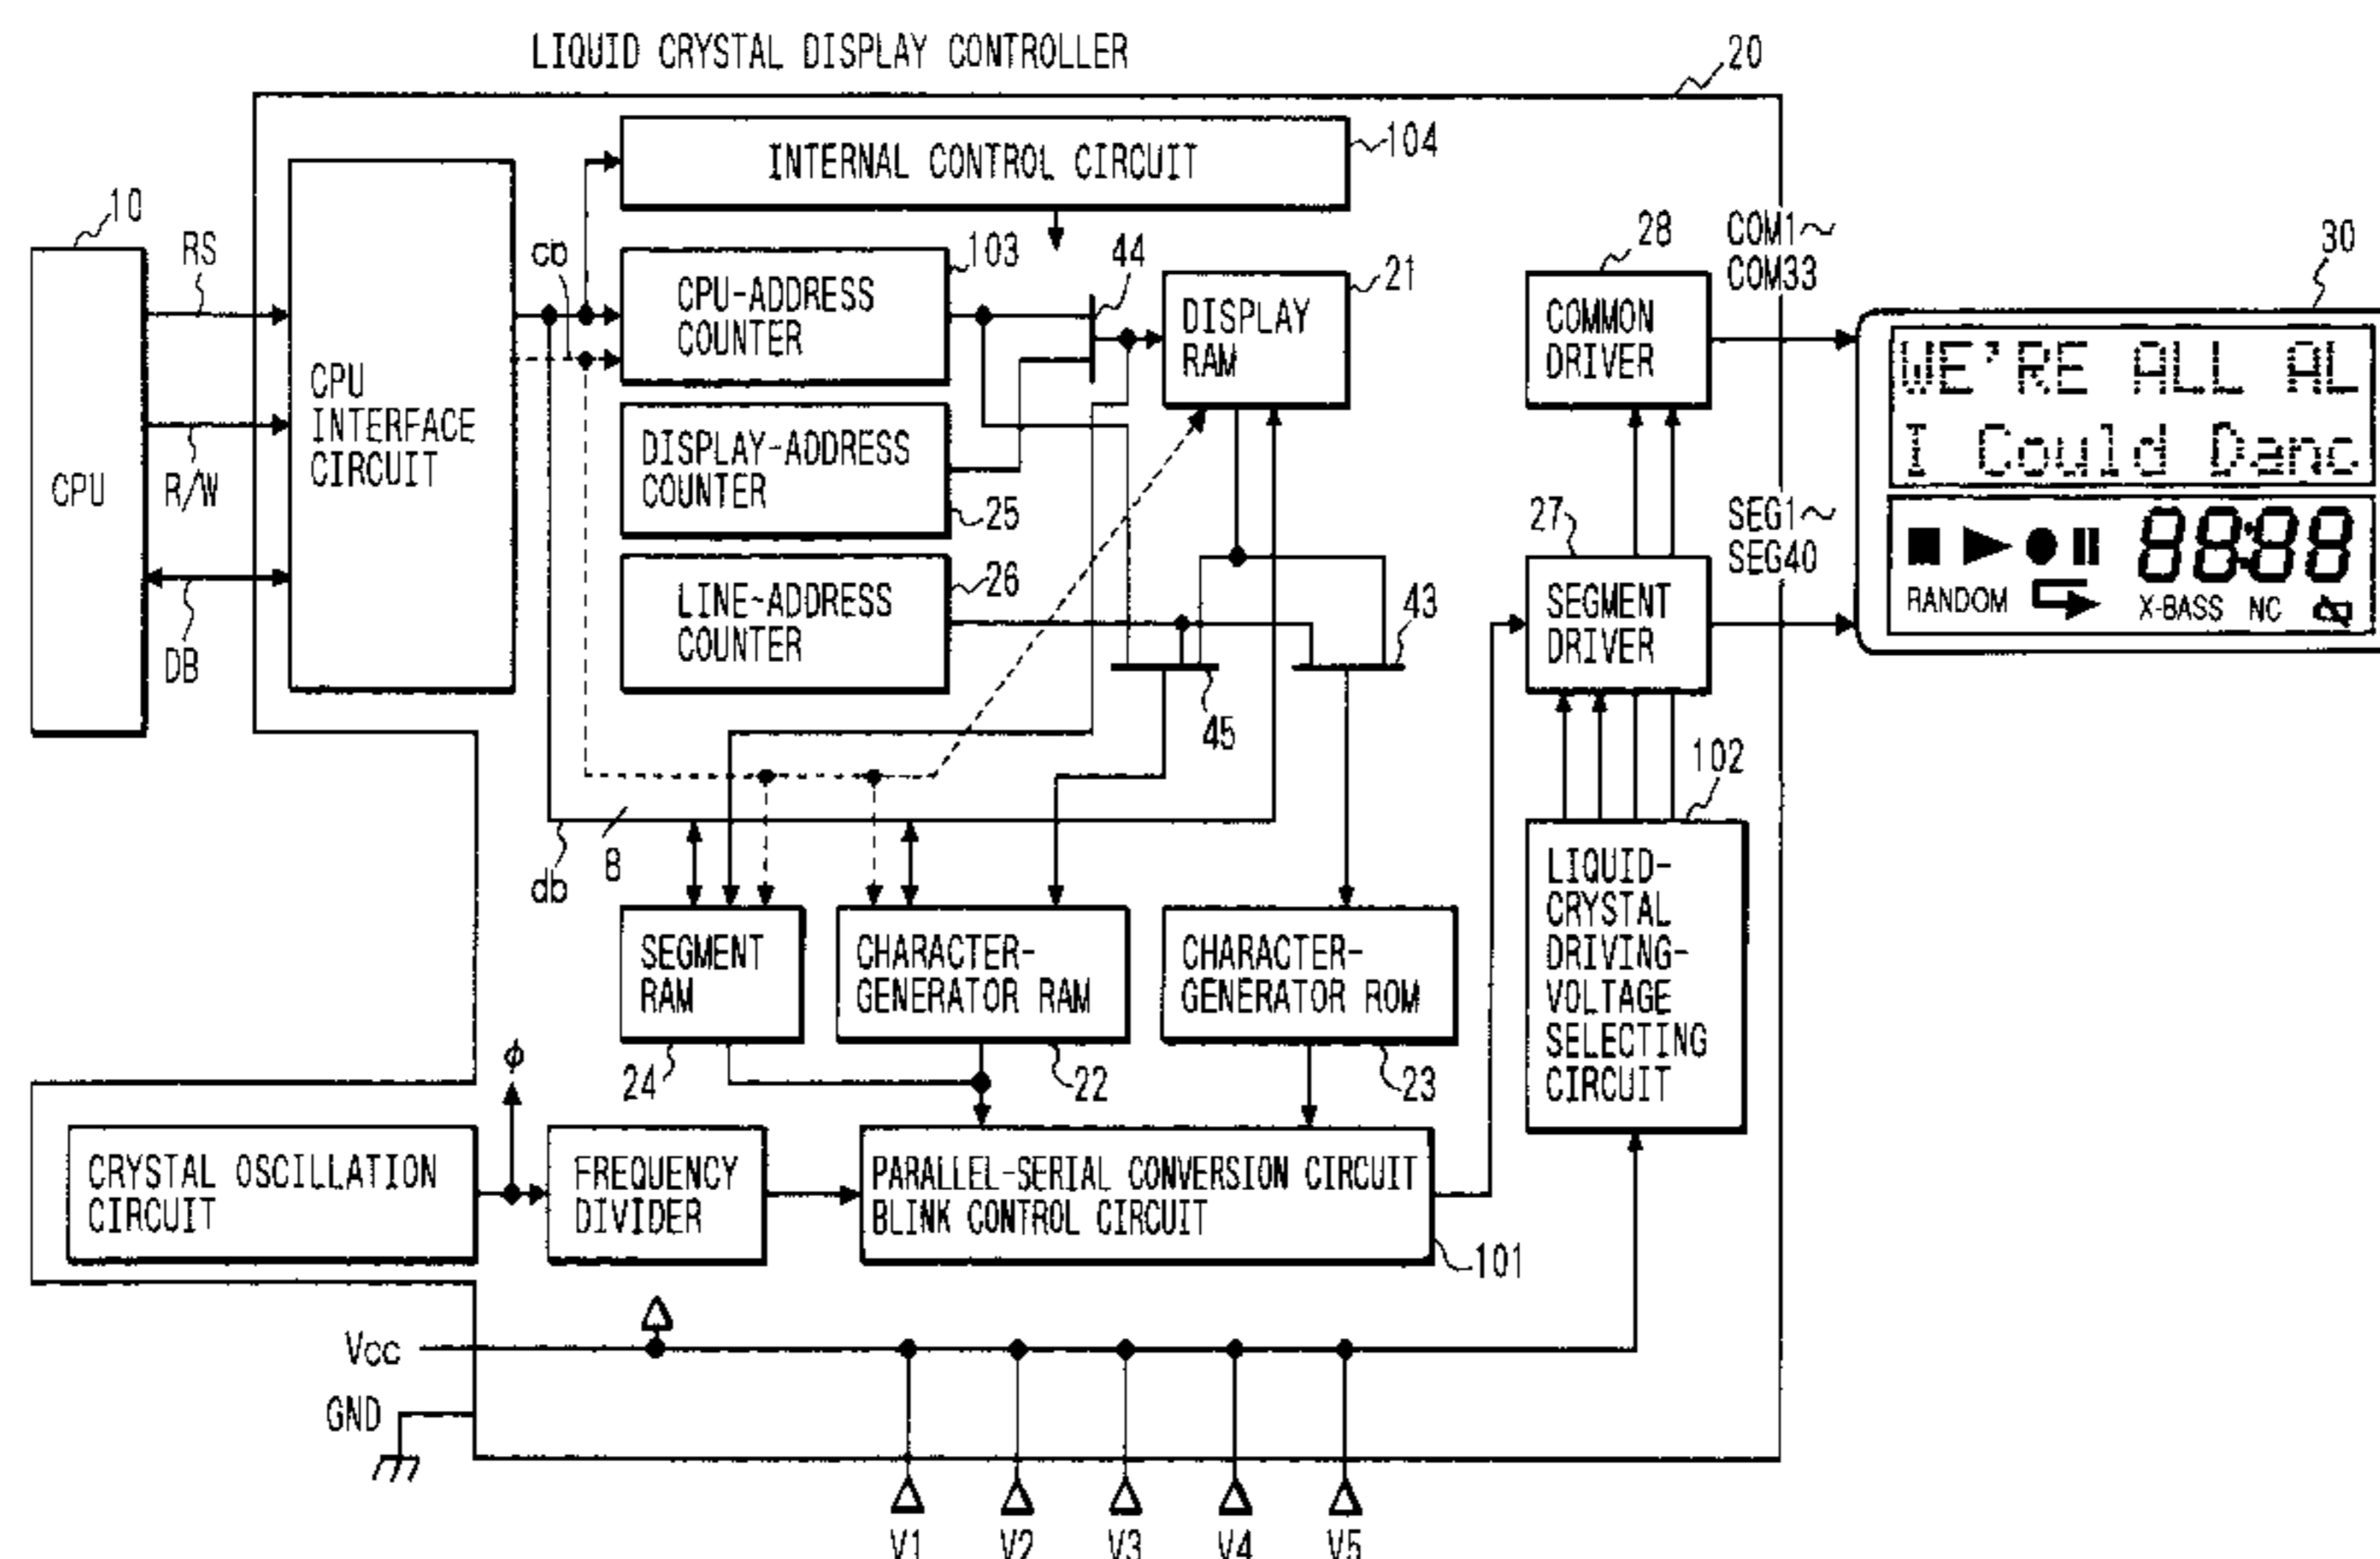 LIQUID CRYSTAL DISPLAY CONTROLLER
20
INTERNAL CONTROL CIRCUIT
104
10
RS
cb
CPU-ADDRESS
COUNTER
103
44
DISPLAY
RAM
21
28
COMMON
DRIVER
COM1~
COM33
30
CPU
R/W
DB
CPU
INTERFACE
CIRCUIT
DISPLAY-ADDRESS
COUNTER
25
LINE-ADDRESS
COUNTER
26
45
43
27
SEGMENT
DRIVER
SEG1~
SEG40
WE'RE ALL AL
I Could Danc
88:88
RANDOM
X-BASS
NC
102
db
8
SEGMENT
RAM
24
CHARACTER-
GENERATOR RAM
22
CHARACTER-
GENERATOR ROM
23
LIQUID-
CRYSTAL
DRIVING-
VOLTAGE
SELECTING
CIRCUIT
ϕ
CRYSTAL OSCILLATION
CIRCUIT
FREQUENCY
DIVIDER
PARALLEL-SERIAL CONVERSION CIRCUIT
BLINK CONTROL CIRCUIT
101
Vcc
GND
V1
V2
V3
V4
V5